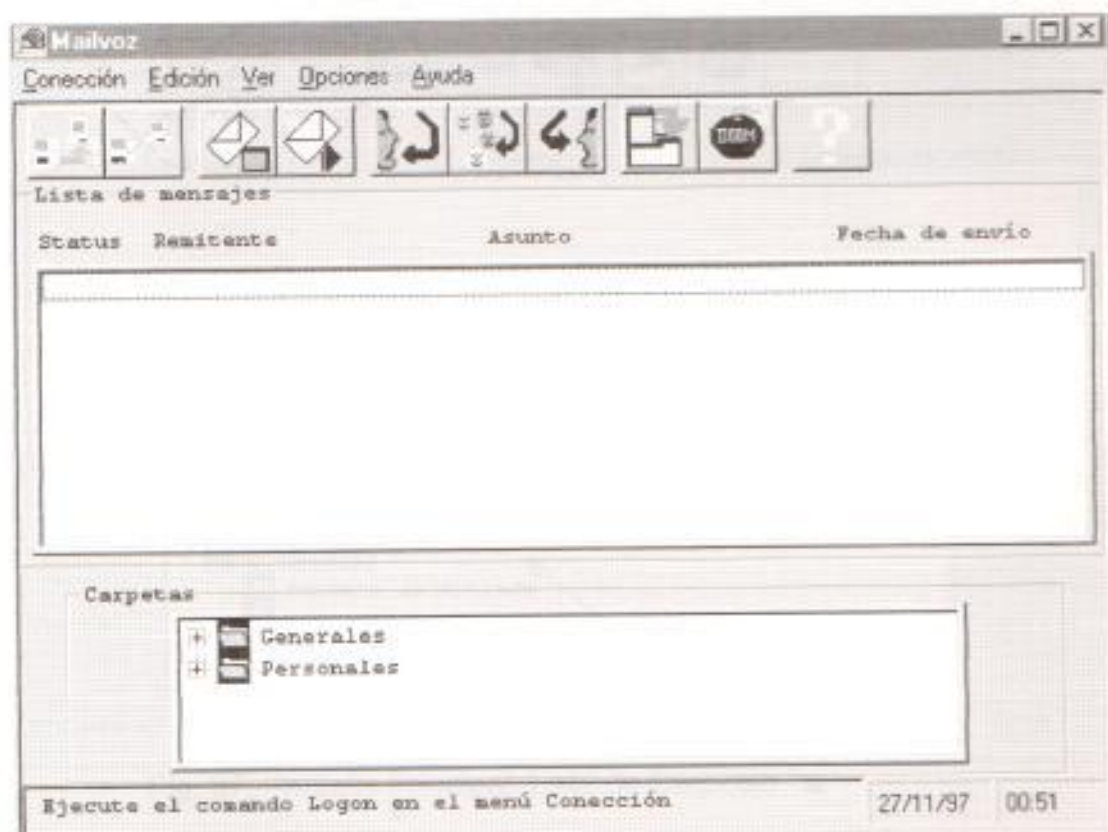 Mailvoz
Conección Edición Ver Opciones Ayuda
Lista de mensajes
Status Remitente Asunto Fecha de envío
Carpetas
Generales
Personales
Ejecute el comando Logon en el menú Conección 27/11/97 00:51